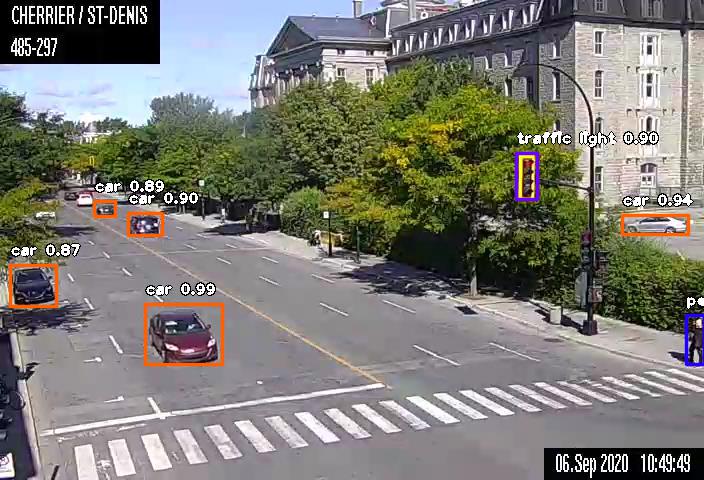 CHERRIER / ST-DENIS
485-297
traffic light 0.90
car 0.89
car 0.90
car 0.94
car 0.87
car 0.99
pe
06.Sep 2020 10:49:49